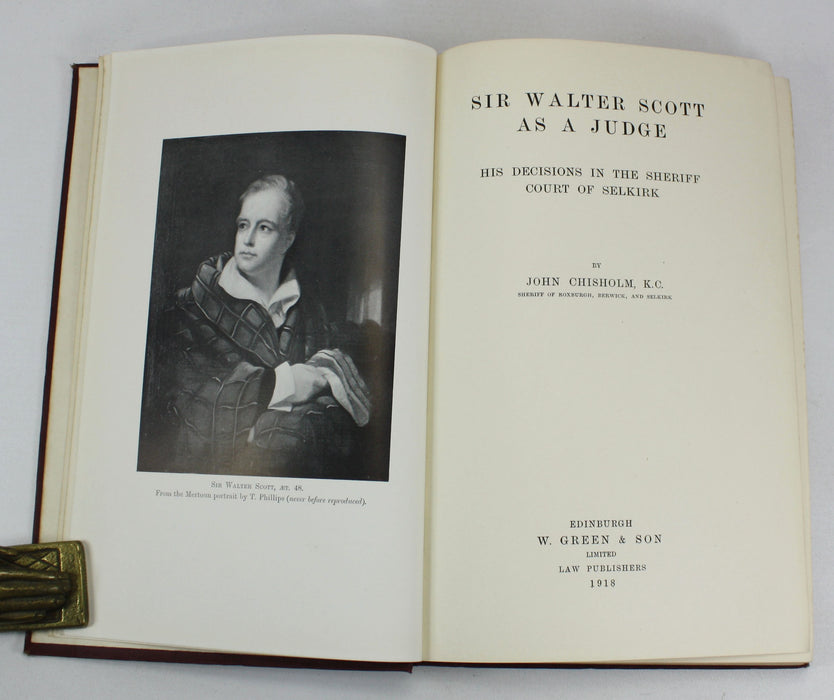 SIR WALTER SCOTT, ÆT. 48.
From the Mertoun portrait by T. Phillips (never before reproduced).
SIR WALTER SCOTT
AS A JUDGE
HIS DECISIONS IN THE SHERIFF
COURT OF SELKIRK
BY
JOHN CHISHOLM, K.C.
SHERIFF OF ROXBURGH, BERWICK, AND SELKIRK
EDINBURGH
W. GREEN & SON
LIMITED
LAW PUBLISHERS
1918